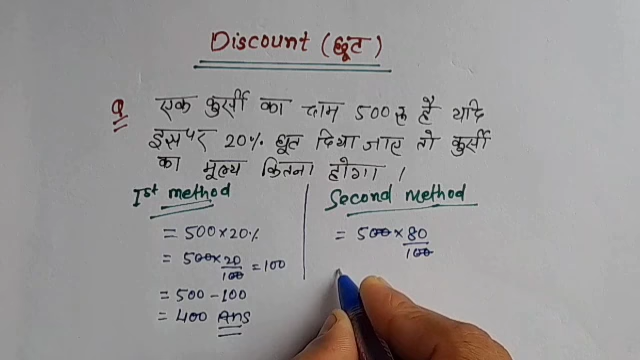 Discount (छूट)
Q एक कुर्सी का दाम 500 रु है यदि
इसपर 20% छूट दिया जाए तो कुर्सी
का मूल्य कितना होगा।
Ist method
= 500 × 20%
= 500 × 20/100 = 100
= 500 - 100
= 400 Ans
Second method
= 500 × 80/100